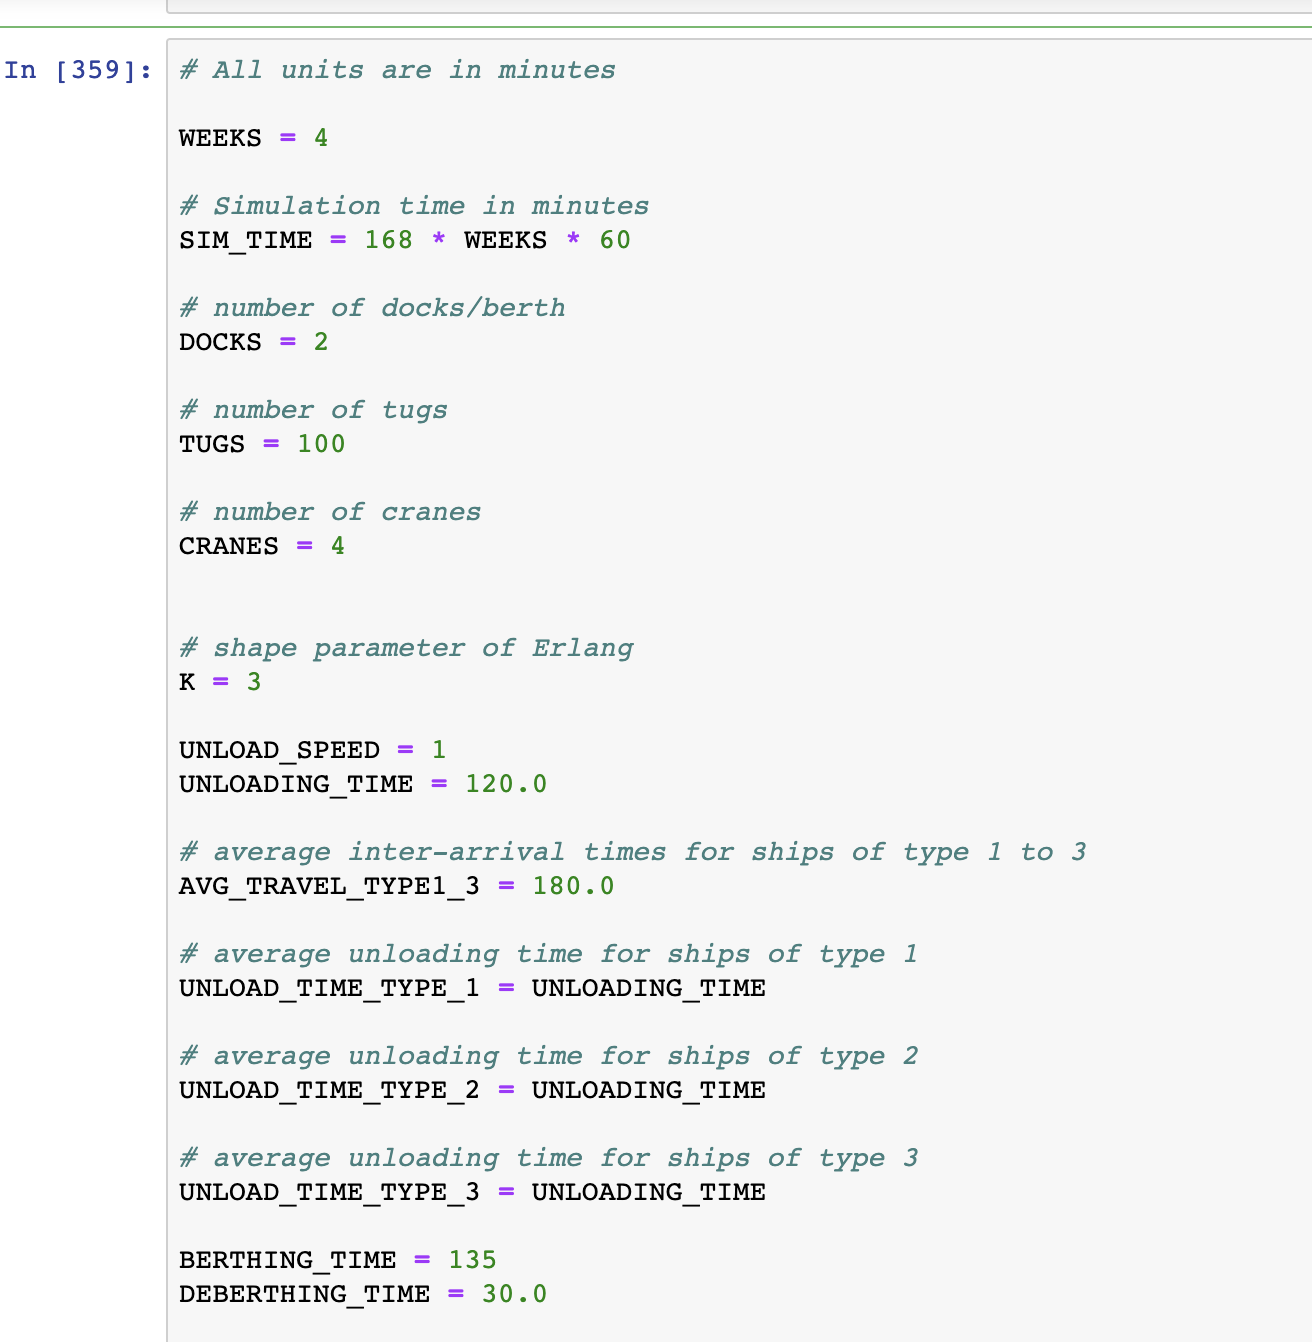 In [359]:
# All units are in minutes
WEEKS = 4
# Simulation time in minutes
SIM_TIME = 168 * WEEKS * 60
# number of docks/berth
DOCKS = 2
# number of tugs
TUGS = 100
# number of cranes
CRANES = 4
# shape parameter of Erlang
K = 3
UNLOAD_SPEED = 1
UNLOADING_TIME = 120.0
# average inter-arrival times for ships of type 1 to 3
AVG_TRAVEL_TYPE1_3 = 180.0
# average unloading time for ships of type 1
UNLOAD_TIME_TYPE_1 = UNLOADING_TIME
# average unloading time for ships of type 2
UNLOAD_TIME_TYPE_2 = UNLOADING_TIME
# average unloading time for ships of type 3
UNLOAD_TIME_TYPE_3 = UNLOADING_TIME
BERTHING_TIME = 135
DEBERTHING_TIME = 30.0